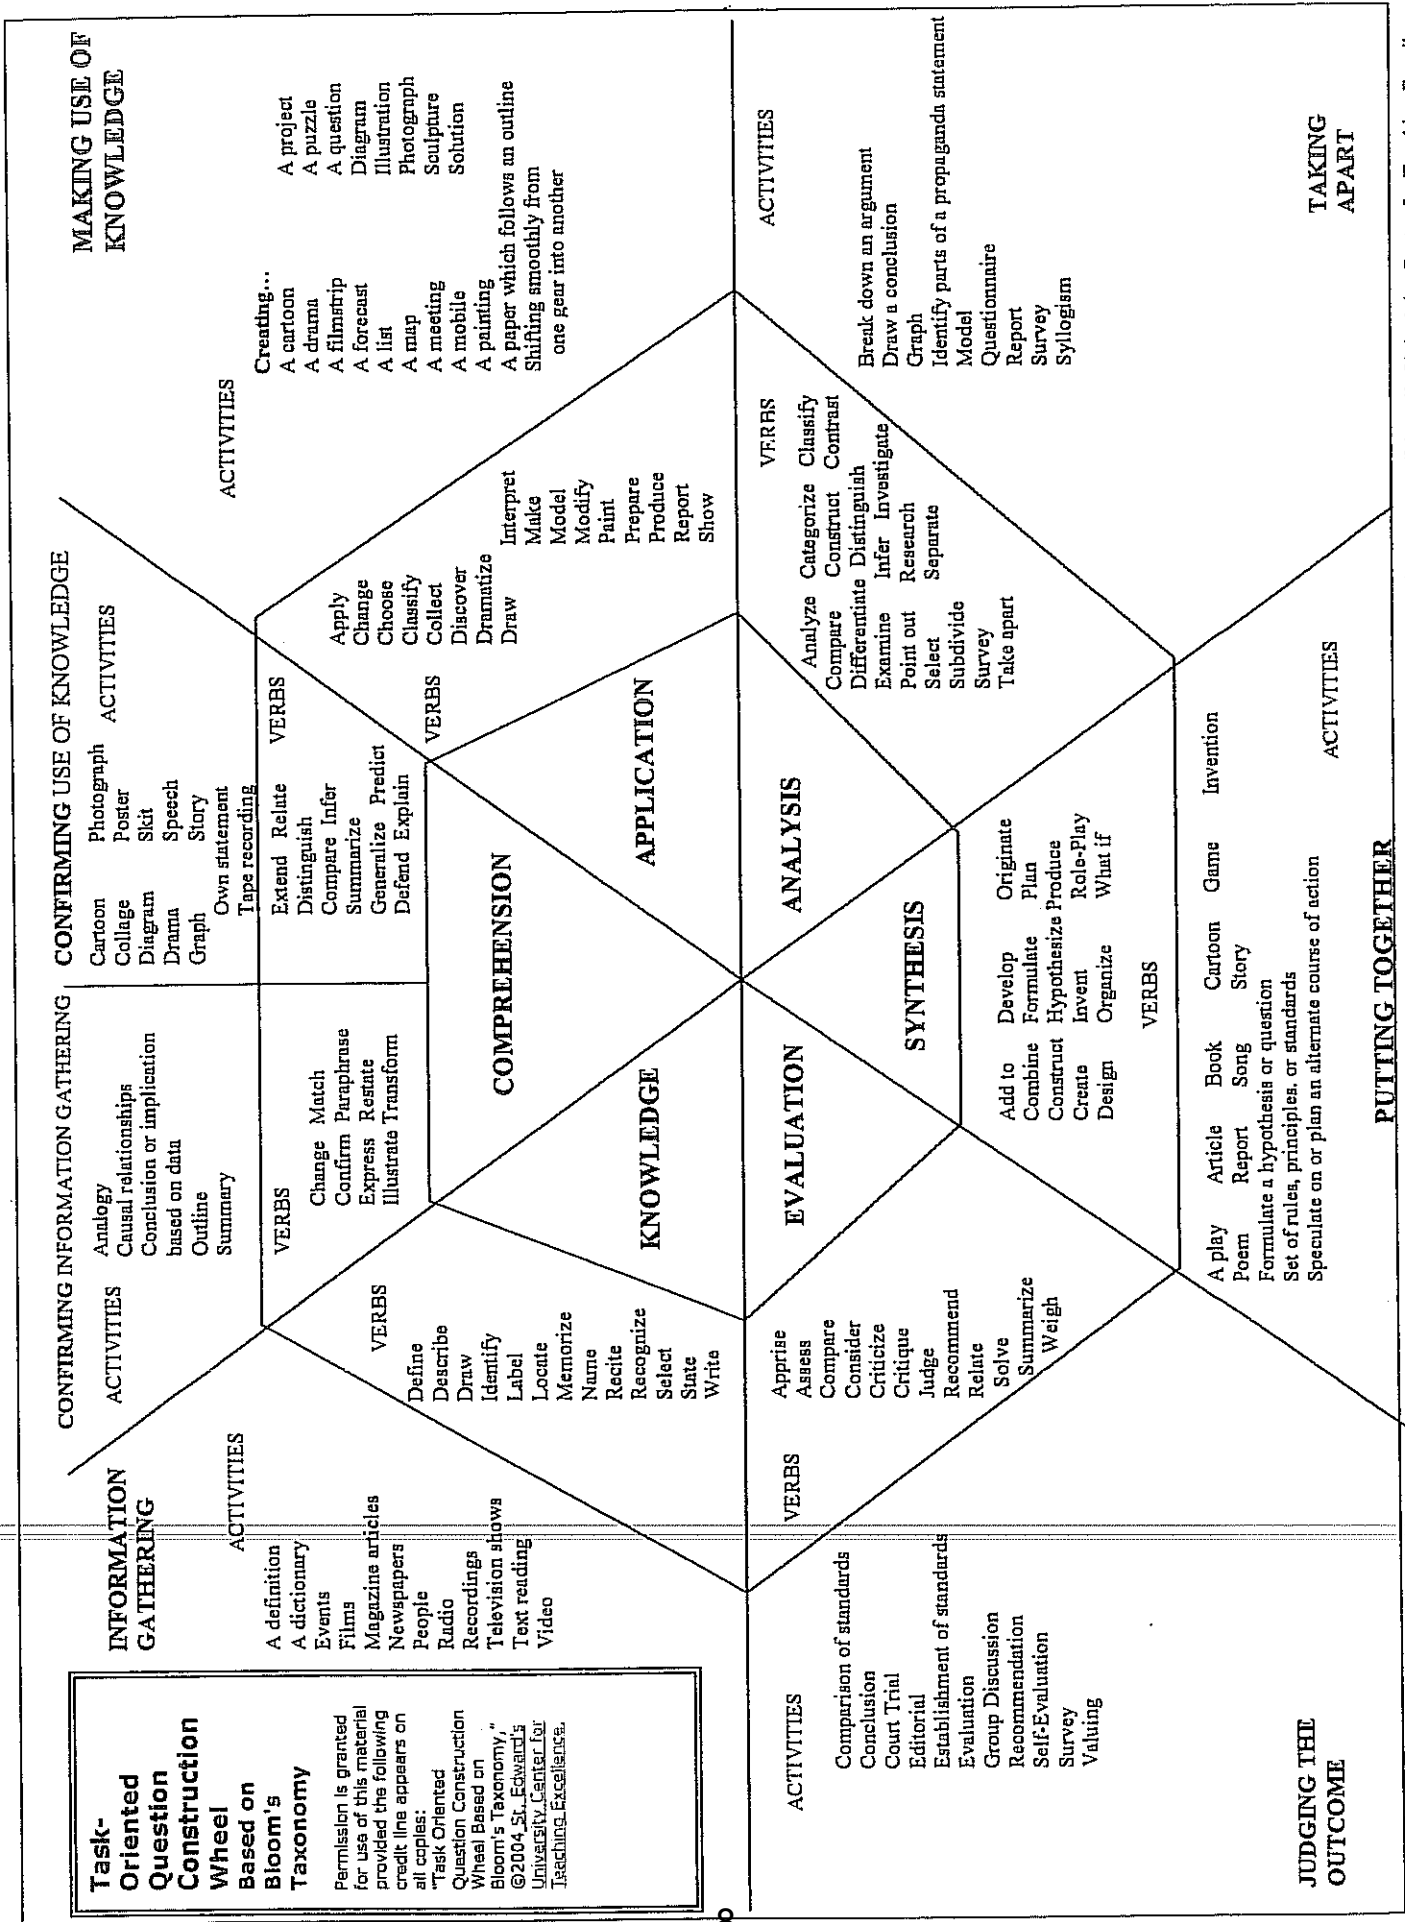 Task-
Oriented
Question
Construction
Wheel
Based on
Bloom's
Taxonomy
Permission is granted
for use of this material
provided the following
credit line appears on
all copies:
"Task Oriented
Question Construction
Wheel Based on
Bloom's Taxonomy,"
©2004 St. Edward's
University Center for
Teaching Excellence.
INFORMATION
GATHERING
ACTIVITIES
A definition
A dictionary
Events
Films
Magazine articles
Newspapers
People
Radio
Recordings
Television shows
Text reading
Video
VERBS
Define
Describe
Draw
Identify
Label
Locate
Memorize
Name
Recite
Recognize
Select
State
Write
KNOWLEDGE
CONFIRMING INFORMATION GATHERING
ACTIVITIES
Analogy
Causal relationships
Conclusion or implication
based on data
Outline
Summary
VERBS
Change Match
Confirm Paraphrase
Express Restate
Illustrate Transform
COMPREHENSION
CONFIRMING USE OF KNOWLEDGE
ACTIVITIES
Cartoon Photograph
Collage Poster
Diagram Skit
Drama Speech
Graph Story
Own statement
Tape recording
VERBS
Extend Relate
Distinguish
Compare Infer
Summarize
Generalize Predict
Defend Explain
MAKING USE OF
KNOWLEDGE
ACTIVITIES
Creating...
A cartoon A project
A drama A puzzle
A filmstrip A question
A forecast Diagram
A list Illustration
A map Photograph
A meeting Sculpture
A mobile Solution
A painting
A paper which follows an outline
Shifting smoothly from
one gear into another
VERBS
Apply
Change
Choose
Classify
Collect
Discover
Dramatize
Draw
Interpret
Make
Model
Modify
Paint
Prepare
Produce
Report
Show
APPLICATION
ANALYSIS
VERBS
Analyze Categorize Classify
Compare Construct Contrast
Differentiate Distinguish
Examine Infer Investigate
Point out Research
Select Separate
Subdivide
Survey
Take apart
ACTIVITIES
Break down an argument
Draw a conclusion
Graph
Identify parts of a propaganda statement
Model
Questionnaire
Report
Survey
Syllogism
TAKING
APART
SYNTHESIS
Add to Develop Originate
Combine Formulate Plan
Construct Hypothesize Produce
Create Invent Role-Play
Design Organize What if
VERBS
A play Article Book Cartoon Game Invention
Poem Report Song Story
Formulate a hypothesis or question
Set of rules, principles, or standards
Speculate on or plan an alternate course of action
ACTIVITIES
PUTTING TOGETHER
EVALUATION
VERBS
Apprise
Assess
Compare
Consider
Criticize
Critique
Judge
Recommend
Relate
Solve
Summarize
Weigh
ACTIVITIES
Comparison of standards
Conclusion
Court Trial
Editorial
Establishment of standards
Evaluation
Group Discussion
Recommendation
Self-Evaluation
Survey
Valuing
JUDGING THE
OUTCOME